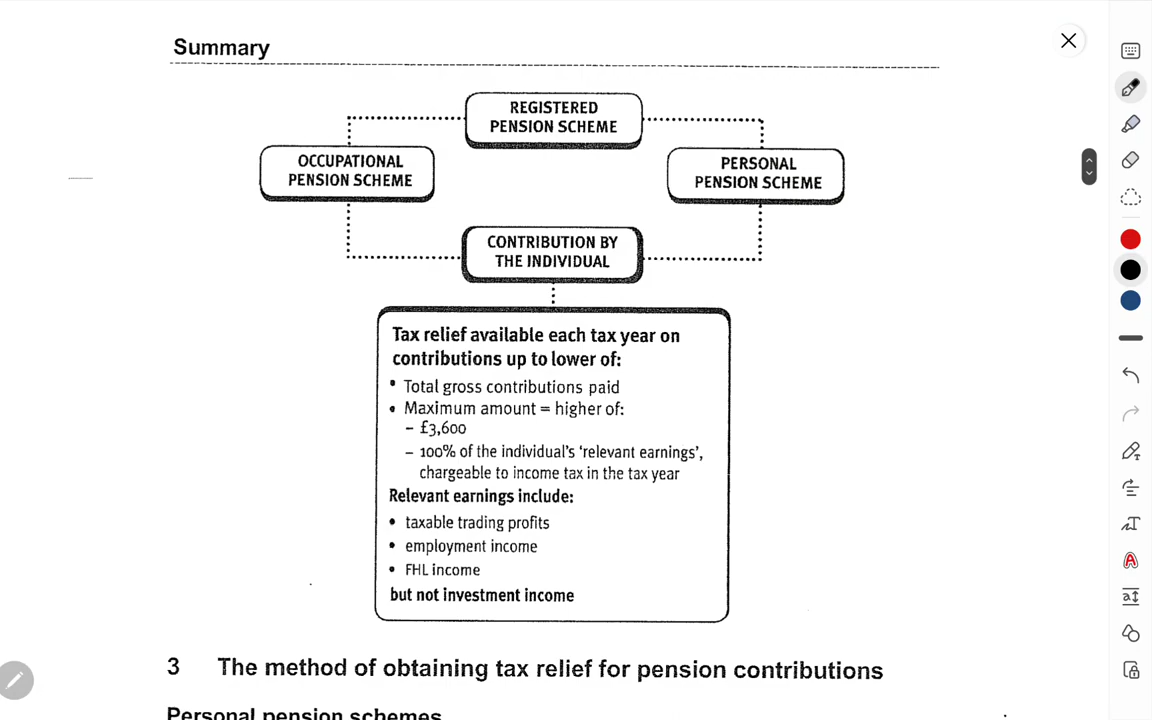 Summary
REGISTERED
PENSION SCHEME
OCCUPATIONAL
PENSION SCHEME
PERSONAL
PENSION SCHEME
CONTRIBUTION BY
THE INDIVIDUAL
Tax relief available each tax year on
contributions up to lower of:
• Total gross contributions paid
• Maximum amount = higher of:
– £3,600
– 100% of the individual's 'relevant earnings',
chargeable to income tax in the tax year
Relevant earnings include:
• taxable trading profits
• employment income
• FHL income
but not investment income
3 The method of obtaining tax relief for pension contributions
Personal pension schemes